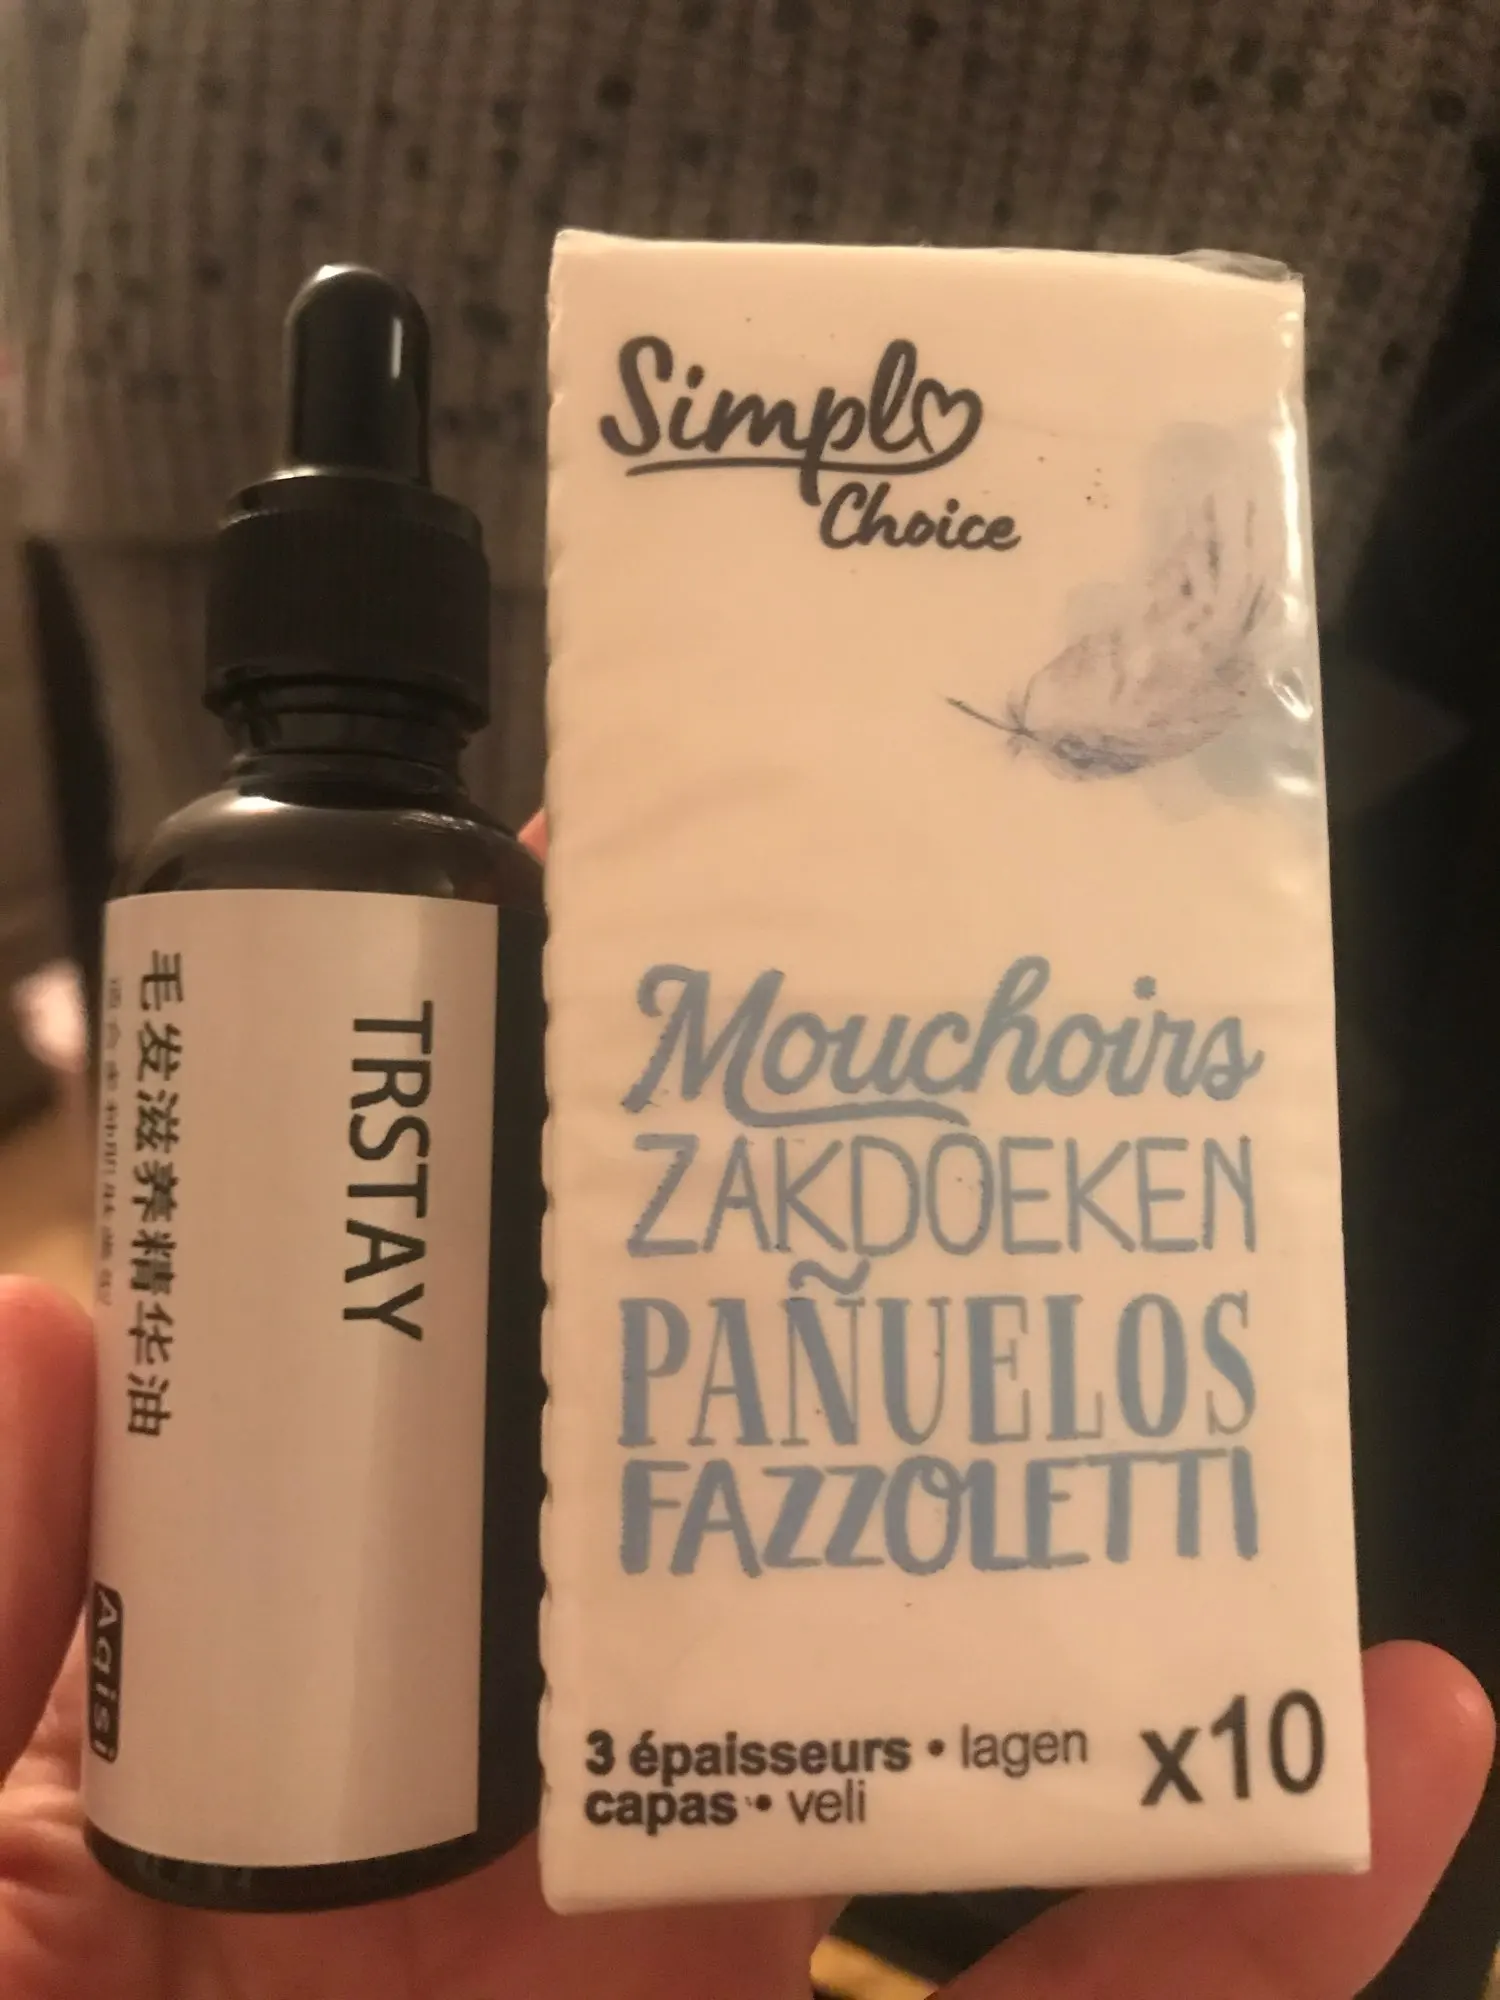 TRSTAY
毛发滋养精华油
Aqisi
Simpl
Choice
Mouchoirs
ZAKDOEKEN
PAÑUELOS
FAZZOLETTI
3 épaisseurs • lagen
capas • veli
x10